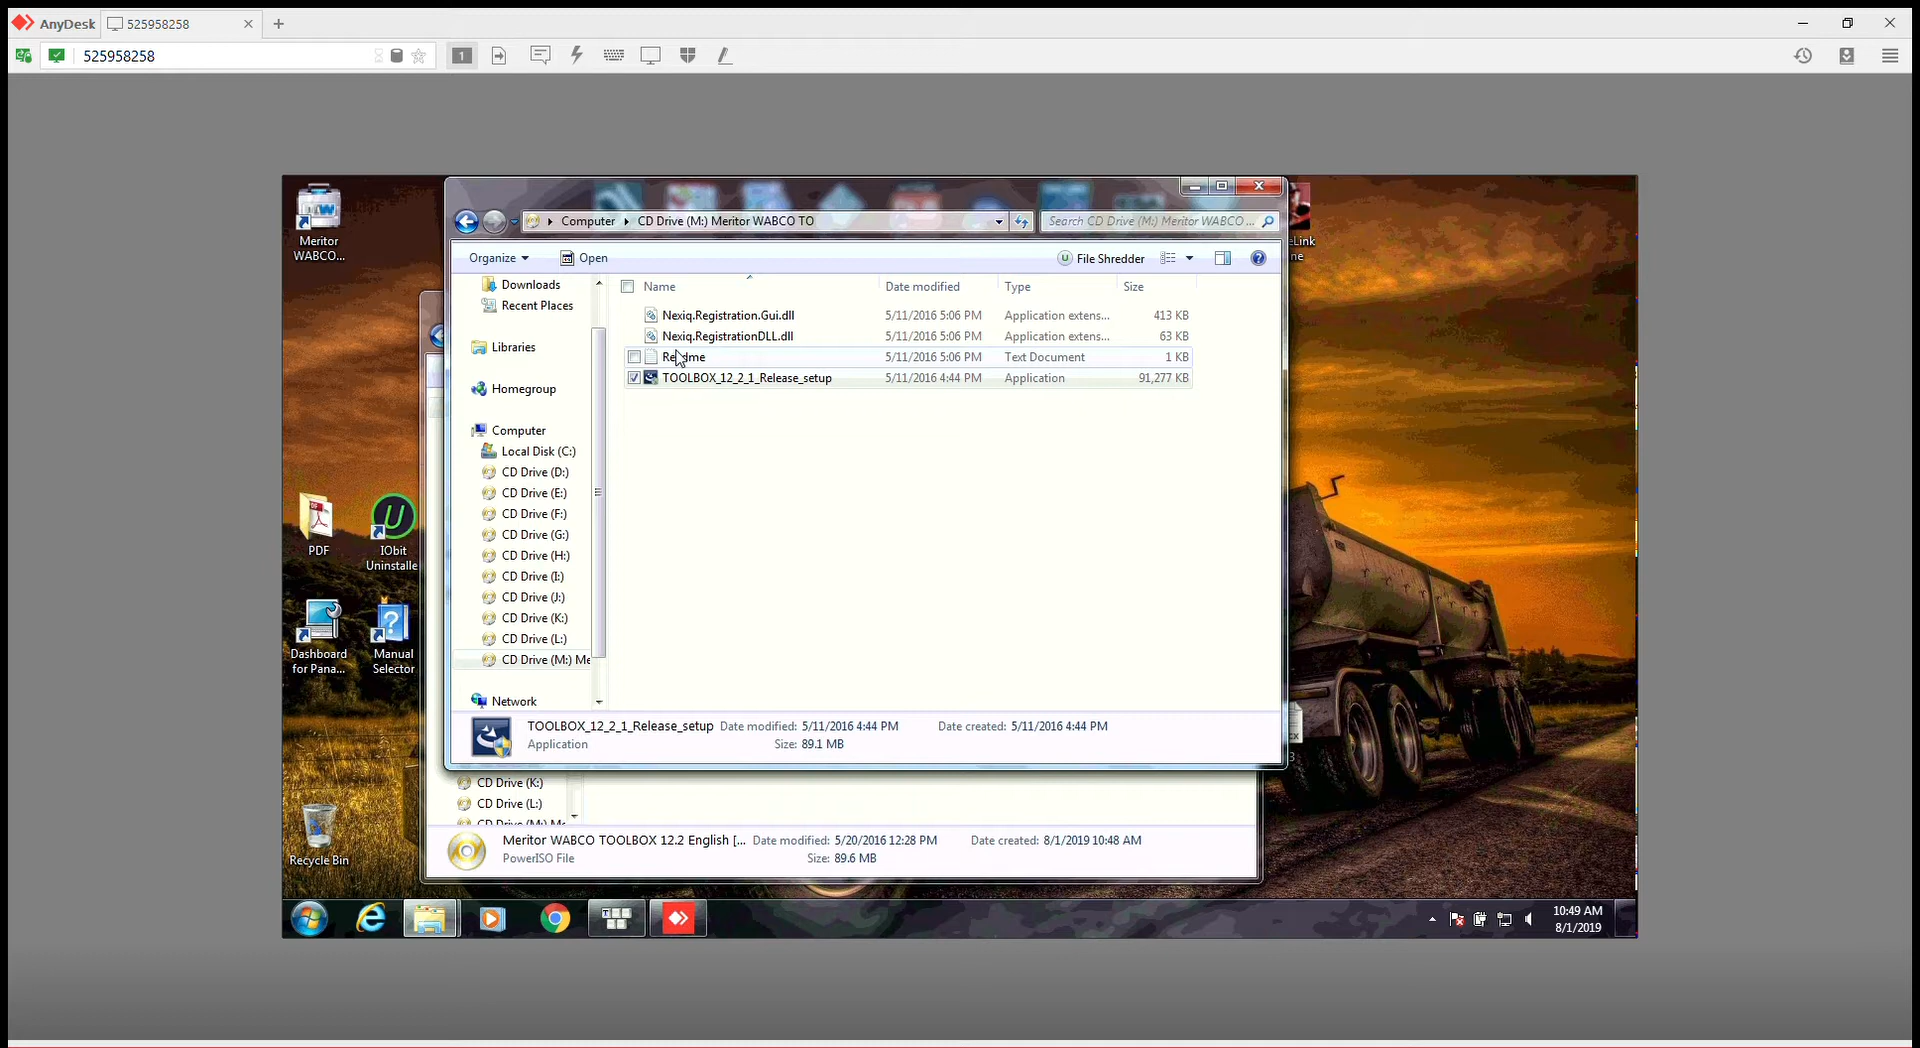 AnyDesk 525958258
525958258
1
Meritor
WABCO...
Computer CD Drive (M:) Meritor WABCO TO
Search CD Drive (M:) Meritor WABCO ...
Organize Open File Shredder
Downloads
Recent Places
Libraries
Homegroup
Computer
Local Disk (C:)
CD Drive (D:)
CD Drive (E:)
CD Drive (F:)
CD Drive (G:)
CD Drive (H:)
CD Drive (I:)
CD Drive (J:)
CD Drive (K:)
CD Drive (L:)
CD Drive (M:) Me
Network
Name Date modified Type Size
Nexiq.Registration.Gui.dll 5/11/2016 5:06 PM Application extens... 413 KB
Nexiq.RegistrationDLL.dll 5/11/2016 5:06 PM Application extens... 63 KB
Readme 5/11/2016 5:06 PM Text Document 1 KB
TOOLBOX_12_2_1_Release_setup 5/11/2016 4:44 PM Application 91,277 KB
TOOLBOX_12_2_1_Release_setup Date modified: 5/11/2016 4:44 PM Date created: 5/11/2016 4:44 PM
Application Size: 89.1 MB
CD Drive (K:)
CD Drive (L:)
CD Drive (M:) Me
Meritor WABCO TOOLBOX 12.2 English [... Date modified: 5/20/2016 12:28 PM Date created: 8/1/2019 10:48 AM
PowerISO File Size: 89.6 MB
PDF
IObit
Uninstalle
Dashboard
for Pana...
Manual
Selector
Recycle Bin
10:49 AM
8/1/2019